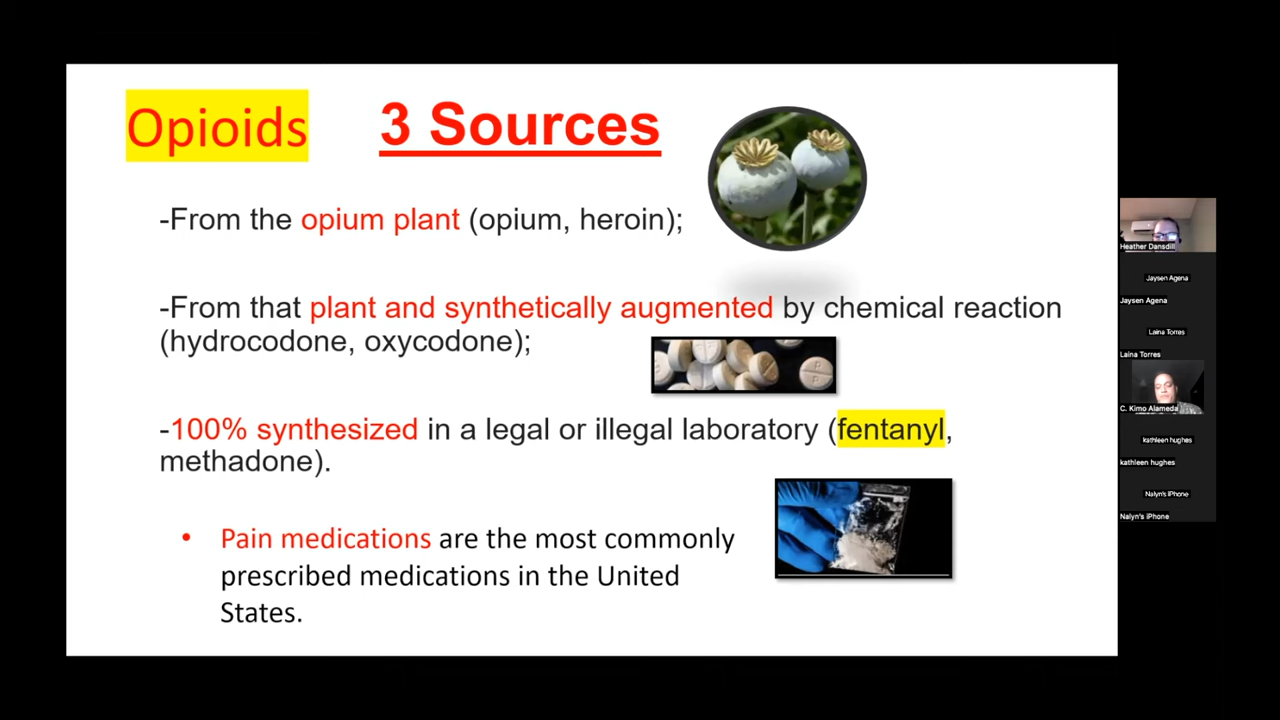 Opioids 3 Sources
-From the opium plant (opium, heroin);
-From that plant and synthetically augmented by chemical reaction
(hydrocodone, oxycodone);
-100% synthesized in a legal or illegal laboratory (fentanyl,
methadone).
• Pain medications are the most commonly
prescribed medications in the United
States.
Heather Dansdill
Jaysen Agena
Jaysen Agena
Laina Torres
Laina Torres
C. Kimo Alameda
kathleen hughes
kathleen hughes
Nalyn's iPhone
Nalyn's iPhone